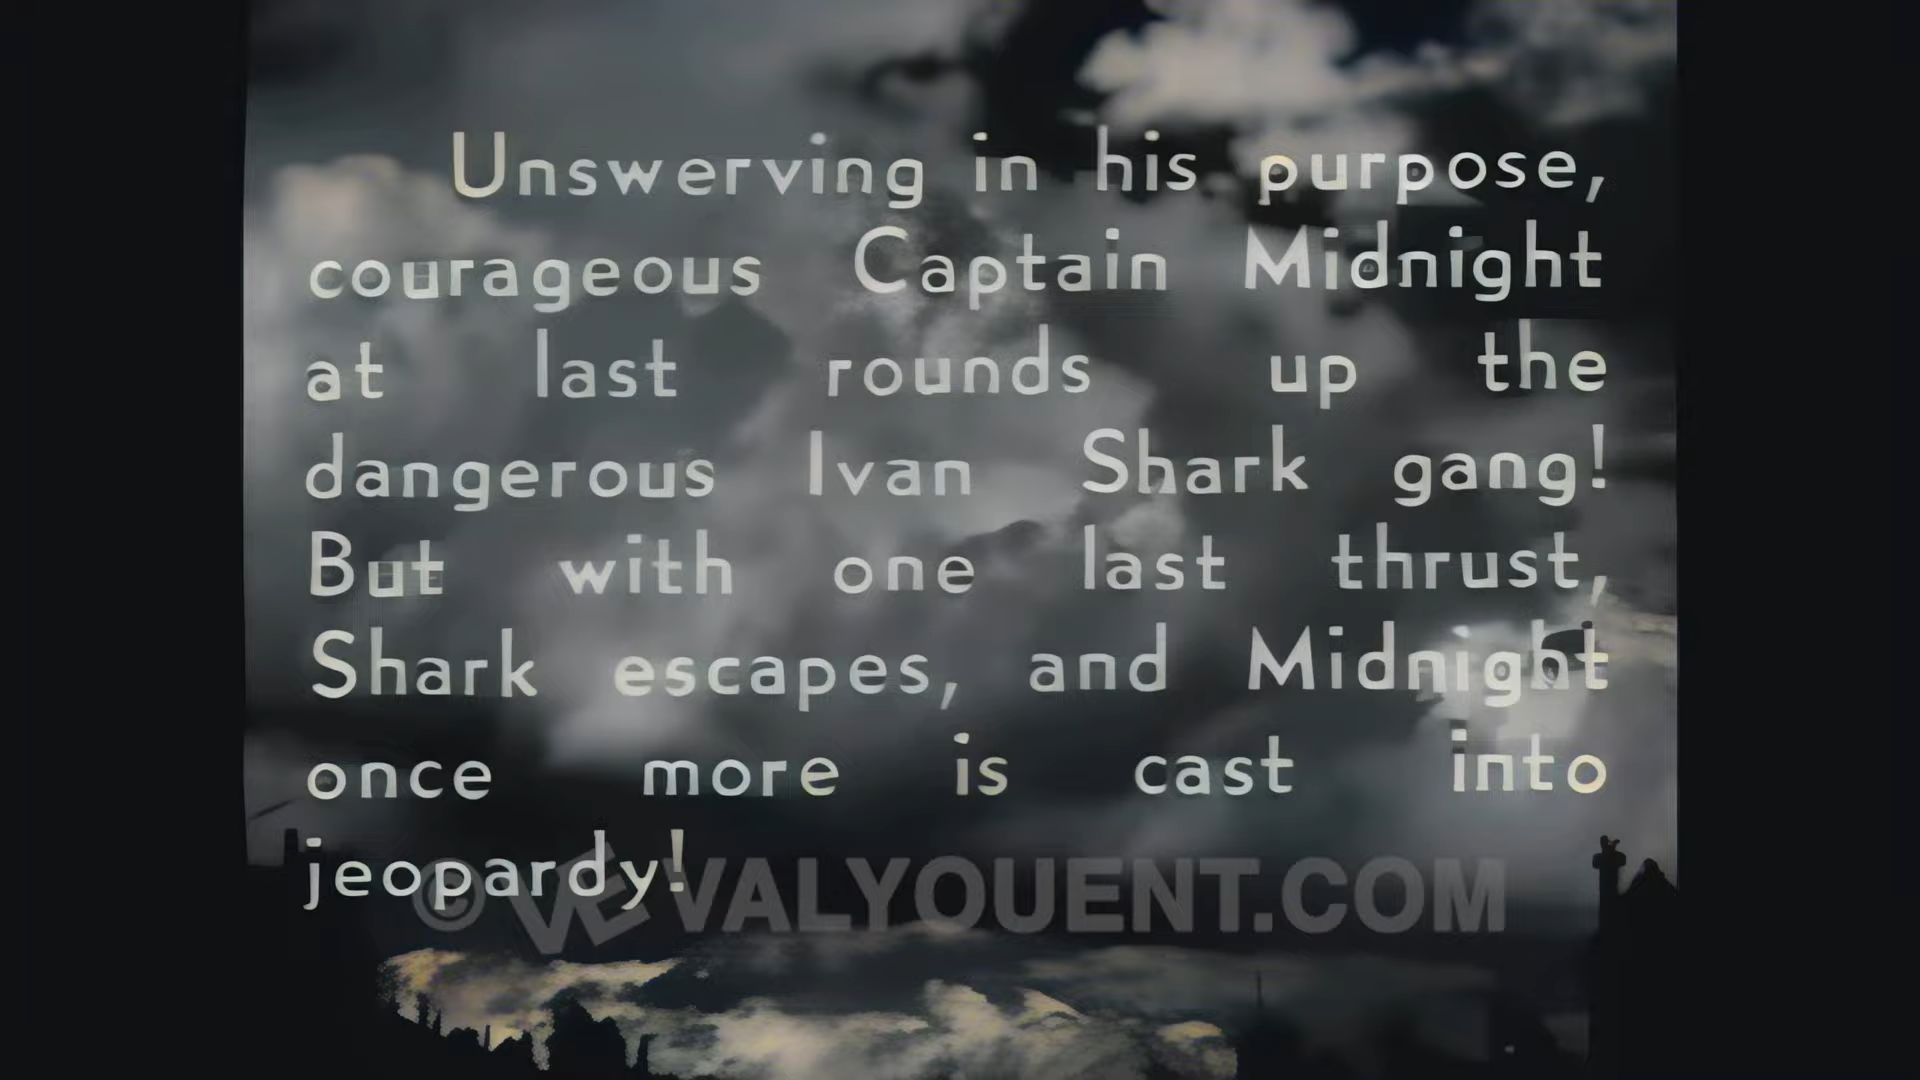 Unswerving in his purpose,
courageous Captain Midnight
at last rounds up the
dangerous Ivan Shark gang!
But with one last thrust,
Shark escapes, and Midnight
once more is cast into
jeopardy!
© VE VALYOUENT.COM